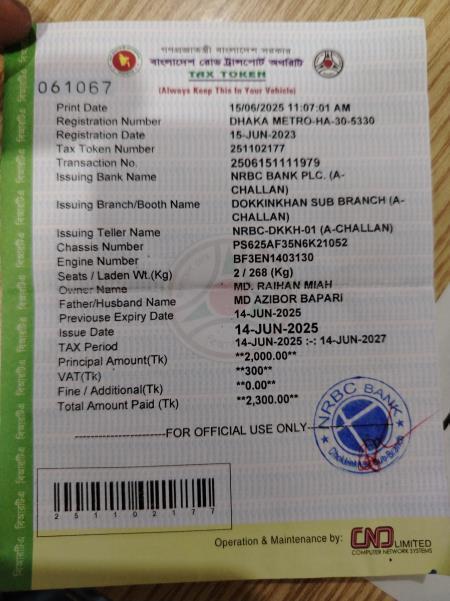 গণপ্রজাতন্ত্রী বাংলাদেশ সরকার
বাংলাদেশ রোড ট্রান্সপোর্ট অথরিটি
TAX TOKEN
(Always Keep This In Your Vehicle)
061067
Print Date 15/06/2025 11:07:01 AM
Registration Number DHAKA METRO-HA-30-5330
Registration Date 15-JUN-2023
Tax Token Number 251102177
Transaction No. 2506151111979
Issuing Bank Name NRBC BANK PLC. (A-
CHALLAN)
Issuing Branch/Booth Name DOKKINKHAN SUB BRANCH (A-
CHALLAN)
Issuing Teller Name NRBC-DKKH-01 (A-CHALLAN)
Chassis Number PS625AF35N6K21052
Engine Number BF3EN1403130
Seats / Laden Wt.(Kg) 2 / 268 (Kg)
Owner Name MD. RAIHAN MIAH
Father/Husband Name MD AZIBOR BAPARI
Previouse Expiry Date 14-JUN-2025
Issue Date 14-JUN-2025
TAX Period 14-JUN-2025 :-: 14-JUN-2027
Principal Amount(Tk) **2,000.00**
VAT(Tk) **300**
Fine / Additional(Tk) **0.00**
Total Amount Paid (Tk) **2,300.00**
FOR OFFICIAL USE ONLY
NRBC BANK
251102177
Operation & Maintenance by: CNS LIMITED
COMPUTER NETWORK SYSTEMS